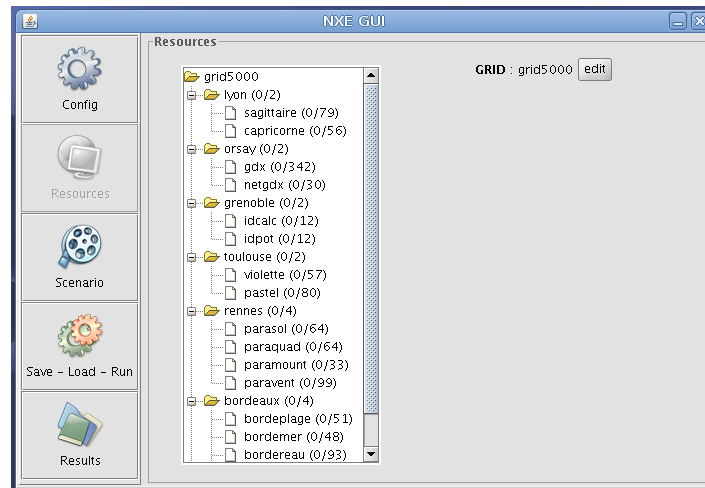 NXE GUI
Config
Resources
Scenario
Save - Load - Run
Results
Resources
grid5000
lyon (0/2)
sagittaire (0/79)
capricorne (0/56)
orsay (0/2)
gdx (0/342)
netgdx (0/30)
grenoble (0/2)
idcalc (0/12)
idpot (0/12)
toulouse (0/2)
violette (0/57)
pastel (0/80)
rennes (0/4)
parasol (0/64)
paraquad (0/64)
paramount (0/33)
paravent (0/99)
bordeaux (0/4)
bordeplage (0/51)
bordemer (0/48)
bordereau (0/93)
GRID : grid5000 edit